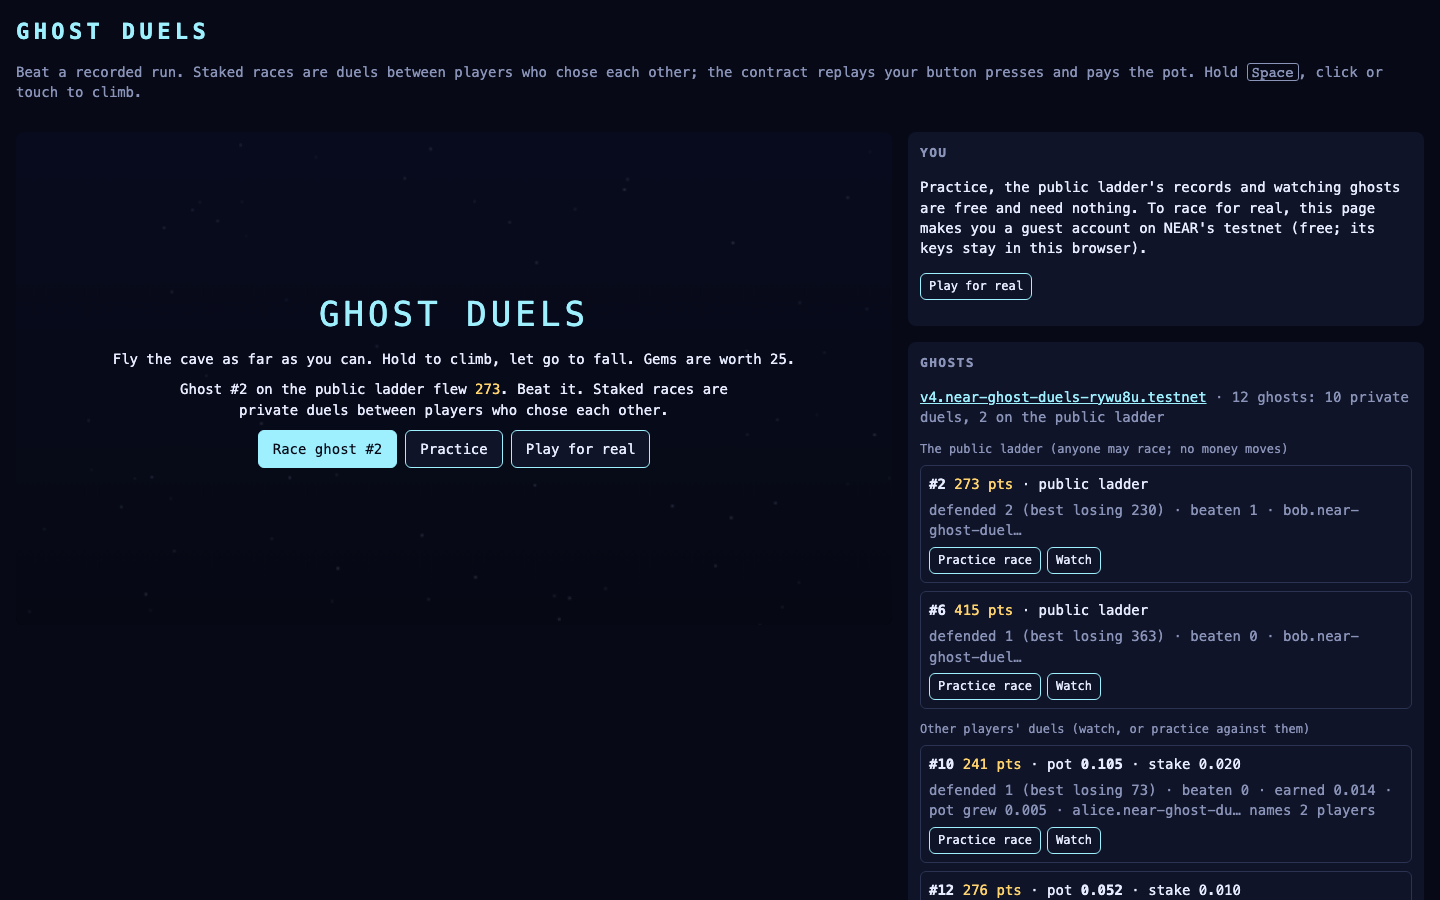 GHOST DUELS
Beat a recorded run. Staked races are duels between players who chose each other; the contract replays your button presses and pays the pot. Hold Space, click or
touch to climb.
GHOST DUELS
Fly the cave as far as you can. Hold to climb, let go to fall. Gems are worth 25.
Ghost #2 on the public ladder flew 273. Beat it. Staked races are
private duels between players who chose each other.
Race ghost #2 Practice Play for real
YOU
Practice, the public ladder's records and watching ghosts
are free and need nothing. To race for real, this page
makes you a guest account on NEAR's testnet (free; its
keys stay in this browser).
Play for real
GHOSTS
v4.near-ghost-duels-rywu8u.testnet · 12 ghosts: 10 private
duels, 2 on the public ladder
The public ladder (anyone may race; no money moves)
#2 273 pts · public ladder
defended 2 (best losing 230) · beaten 1 · bob.near-
ghost-duel…
Practice race Watch
#6 415 pts · public ladder
defended 1 (best losing 363) · beaten 0 · bob.near-
ghost-duel…
Practice race Watch
Other players' duels (watch, or practice against them)
#10 241 pts · pot 0.105 · stake 0.020
defended 1 (best losing 73) · beaten 0 · earned 0.014 ·
pot grew 0.005 · alice.near-ghost-du… names 2 players
Practice race Watch
#12 276 pts · pot 0.052 · stake 0.010